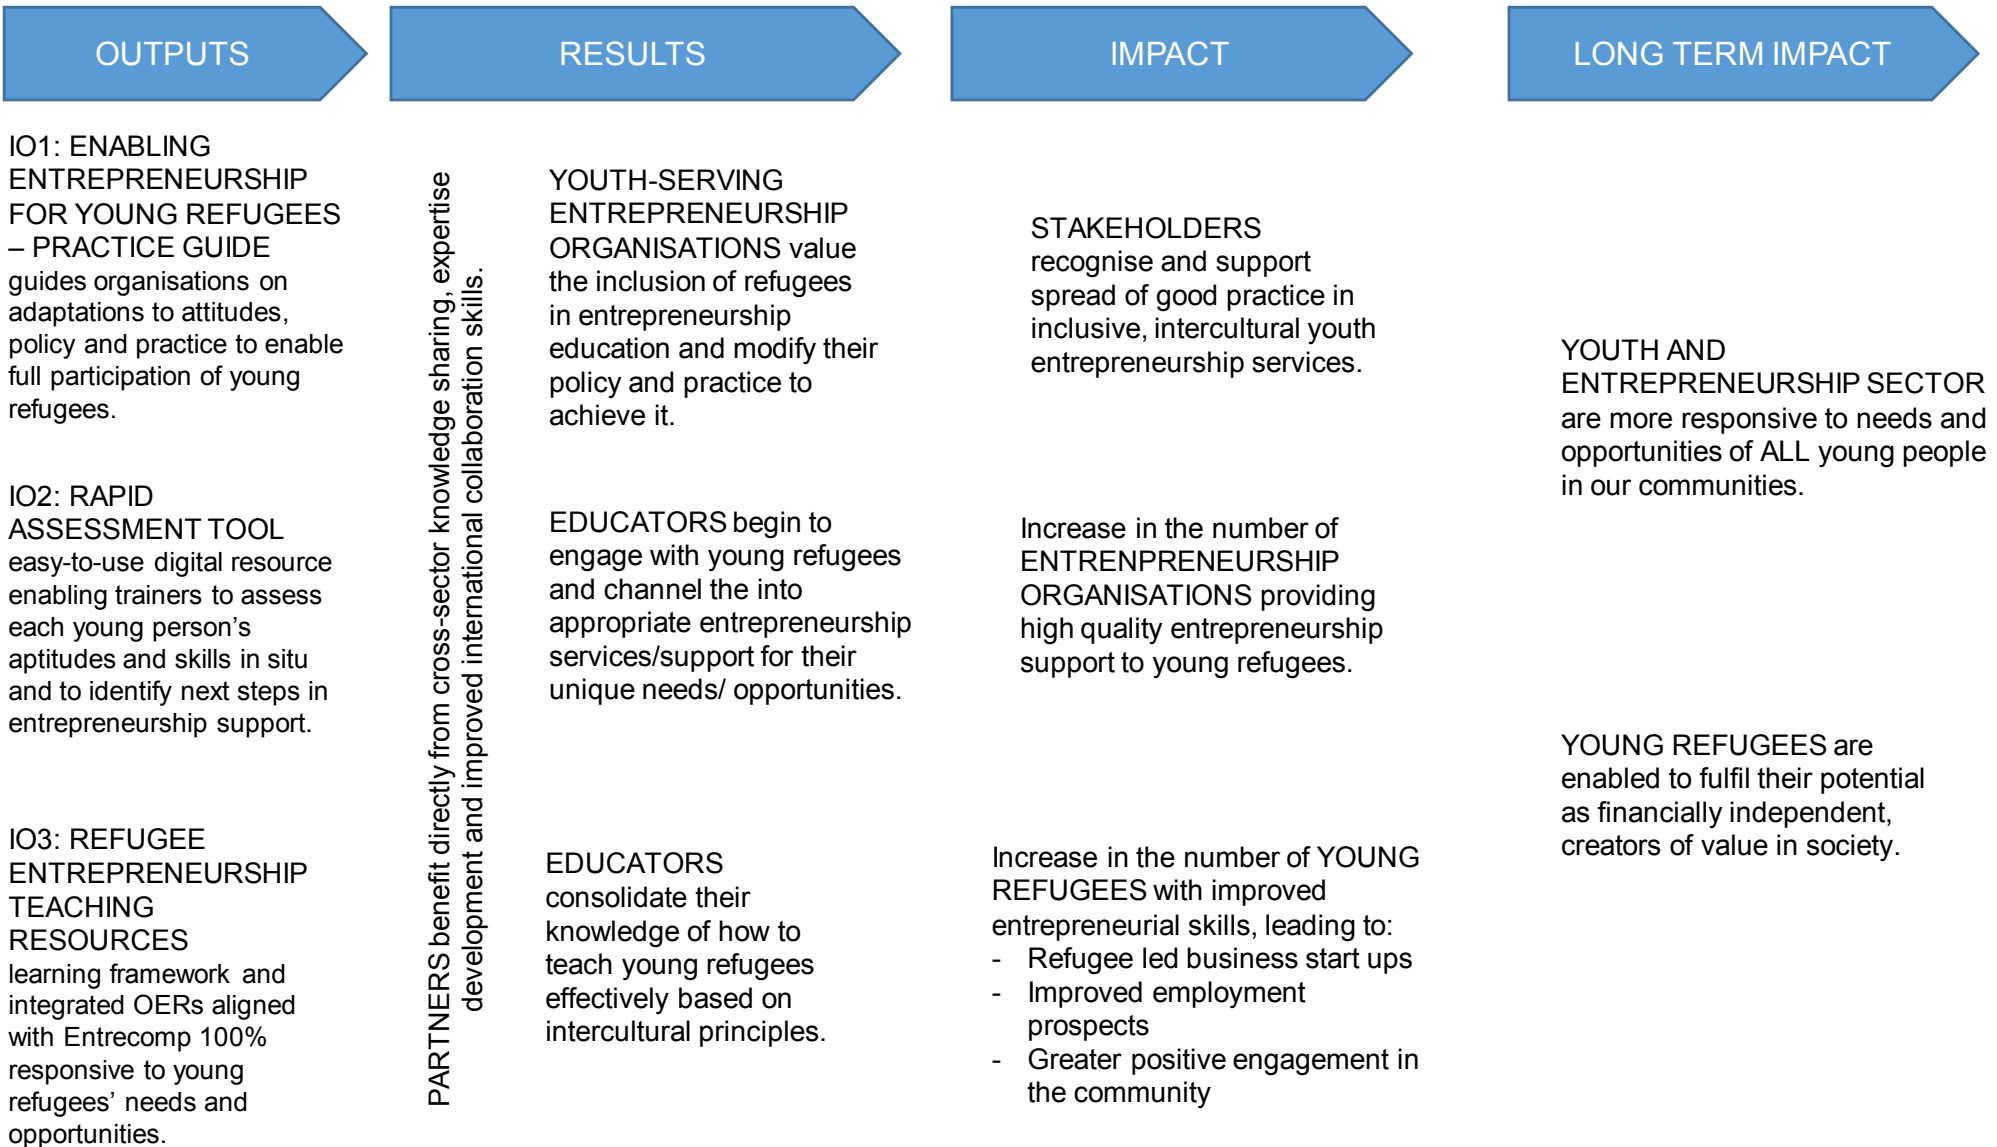 OUTPUTS
RESULTS
IMPACT
LONG TERM IMPACT
IO1: ENABLING
ENTREPRENEURSHIP
FOR YOUNG REFUGEES
– PRACTICE GUIDE
guides organisations on
adaptations to attitudes,
policy and practice to enable
full participation of young
refugees.
IO2: RAPID
ASSESSMENT TOOL
easy-to-use digital resource
enabling trainers to assess
each young person’s
aptitudes and skills in situ
and to identify next steps in
entrepreneurship support.
IO3: REFUGEE
ENTREPRENEURSHIP
TEACHING
RESOURCES
learning framework and
integrated OERs aligned
with Entrecomp 100%
responsive to young
refugees’ needs and
opportunities.
PARTNERS benefit directly from cross-sector knowledge sharing, expertise
development and improved international collaboration skills.
YOUTH-SERVING
ENTREPRENEURSHIP
ORGANISATIONS value
the inclusion of refugees
in entrepreneurship
education and modify their
policy and practice to
achieve it.
EDUCATORS begin to
engage with young refugees
and channel the into
appropriate entrepreneurship
services/support for their
unique needs/ opportunities.
EDUCATORS
consolidate their
knowledge of how to
teach young refugees
effectively based on
intercultural principles.
STAKEHOLDERS
recognise and support
spread of good practice in
inclusive, intercultural youth
entrepreneurship services.
Increase in the number of
ENTRENPRENEURSHIP
ORGANISATIONS providing
high quality entrepreneurship
support to young refugees.
Increase in the number of YOUNG
REFUGEES with improved
entrepreneurial skills, leading to:
- Refugee led business start ups
- Improved employment
prospects
- Greater positive engagement in
the community
YOUTH AND
ENTREPRENEURSHIP SECTOR
are more responsive to needs and
opportunities of ALL young people
in our communities.
YOUNG REFUGEES are
enabled to fulfil their potential
as financially independent,
creators of value in society.